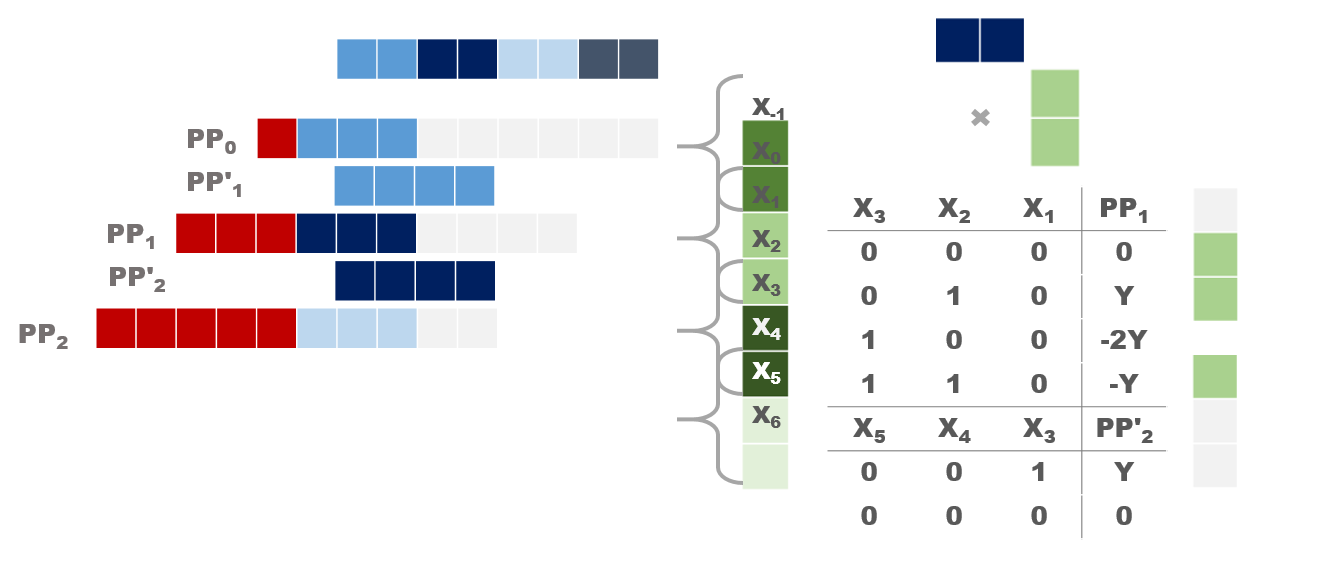 PP₀
PP'₁
PP₁
PP'₂
PP₂
X₋₁
X₀
X₁
X₂
X₃
X₄
X₅
X₆
×
X₃ X₂ X₁ PP₁
0 0 0 0
0 1 0 Y
1 0 0 -2Y
1 1 0 -Y
X₅ X₄ X₃ PP'₂
0 0 1 Y
0 0 0 0